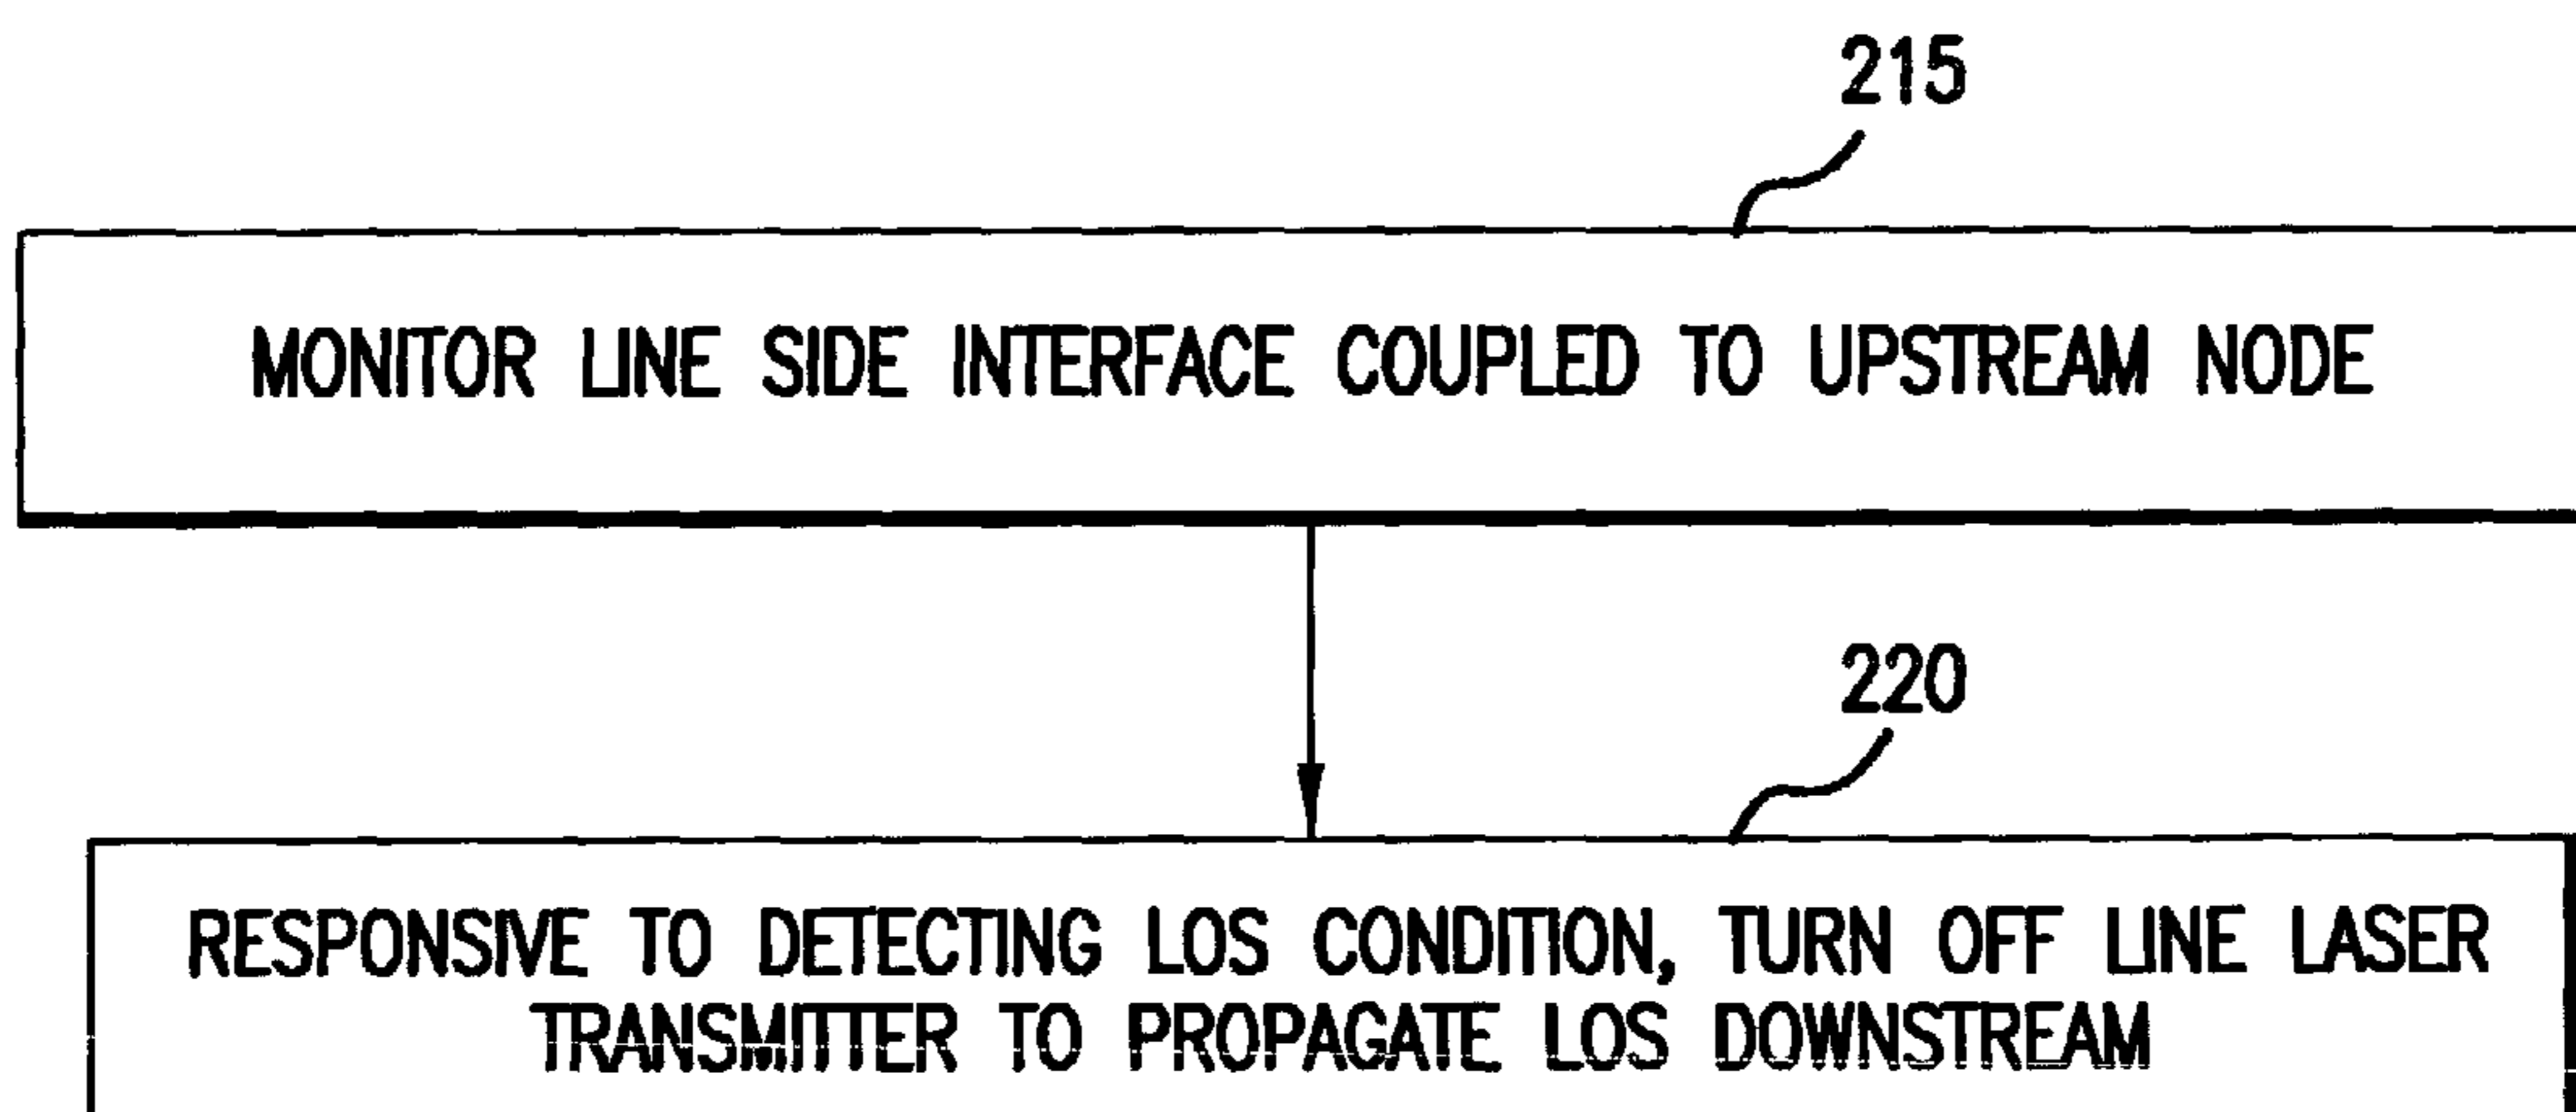 215
MONITOR LINE SIDE INTERFACE COUPLED TO UPSTREAM NODE
220
RESPONSIVE TO DETECTING LOS CONDITION, TURN OFF LINE LASER
TRANSMITTER TO PROPAGATE LOS DOWNSTREAM